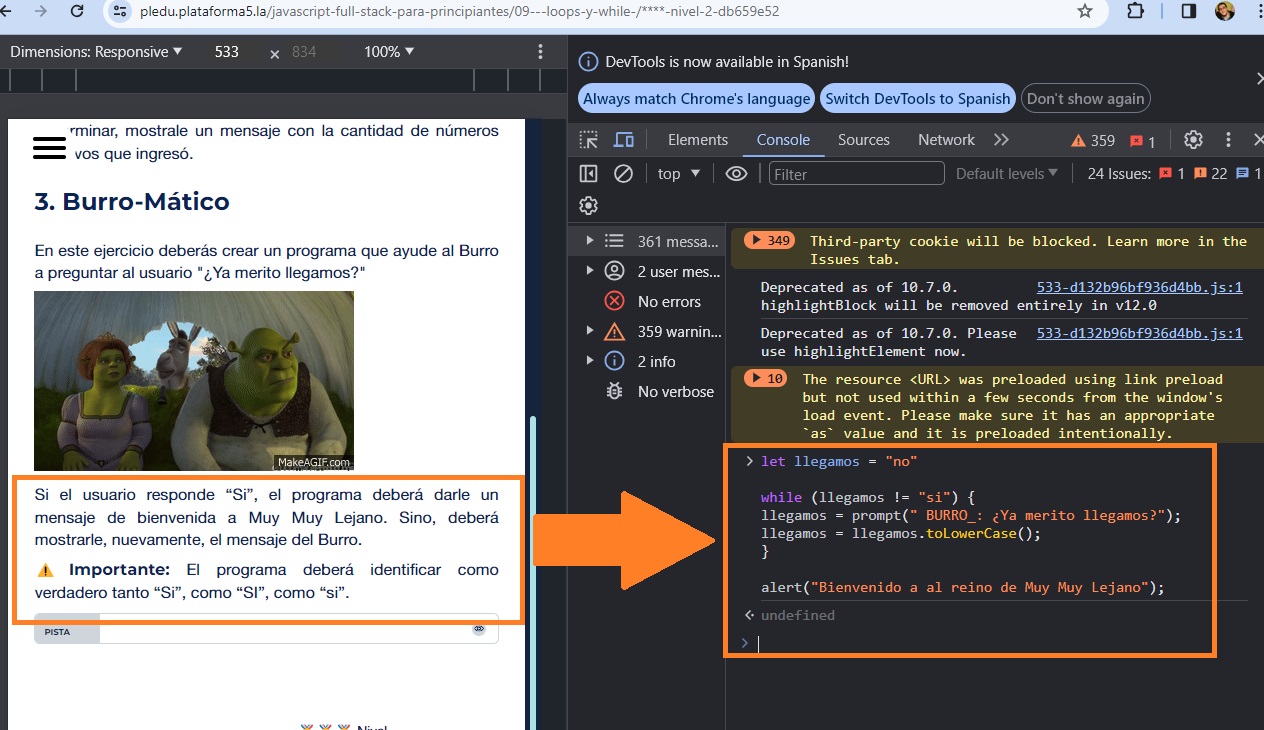 pledu.plataforma5.la/javascript-full-stack-para-principiantes/09---loops-y-while-/****-nivel-2-db659e52
Dimensions: Responsive ▼ 533 × 834 100% ▼
rminar, mostrale un mensaje con la cantidad de números
vos que ingresó.
3. Burro-Mático
En este ejercicio deberás crear un programa que ayude al Burro
a preguntar al usuario "¿Ya merito llegamos?"
MakeAGIF.com
Si el usuario responde “Si”, el programa deberá darle un
mensaje de bienvenida a Muy Muy Lejano. Sino, deberá
mostrarle, nuevamente, el mensaje del Burro.
Importante: El programa deberá identificar como
verdadero tanto “Si”, como “SI”, como “si”.
PISTA
Nivel
DevTools is now available in Spanish!
Always match Chrome's language Switch DevTools to Spanish Don't show again
Elements Console Sources Network 359 1
top ▼ Filter Default levels ▼ 24 Issues: 1 22 1
361 messa...
2 user mes...
No errors
359 warnin...
2 info
No verbose
349 Third-party cookie will be blocked. Learn more in the
Issues tab.
Deprecated as of 10.7.0. 533-d132b96bf936d4bb.js:1
highlightBlock will be removed entirely in v12.0
Deprecated as of 10.7.0. Please 533-d132b96bf936d4bb.js:1
use highlightElement now.
10 The resource <URL> was preloaded using link preload
but not used within a few seconds from the window's
load event. Please make sure it has an appropriate
`as` value and it is preloaded intentionally.
> let llegamos = "no"
while (llegamos != "si") {
llegamos = prompt(" BURRO_: ¿Ya merito llegamos?");
llegamos = llegamos.toLowerCase();
}
alert("Bienvenido a al reino de Muy Muy Lejano");
undefined
>